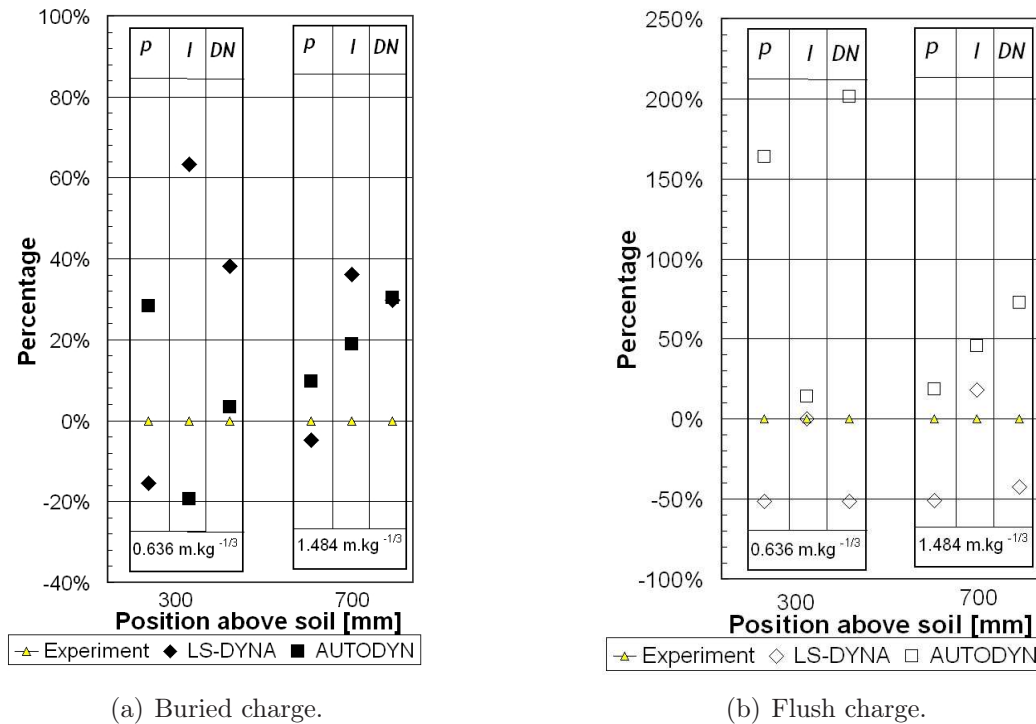 100%
80%
60%
40%
20%
0%
-20%
-40%
Percentage
P I DN
P I DN
0.636 m.kg -1/3
1.484 m.kg -1/3
300 700
Position above soil [mm]
Experiment LS-DYNA AUTODYN
(a) Buried charge.
250%
200%
150%
100%
50%
0%
-50%
-100%
Percentage
P I DN
P I DN
0.636 m.kg -1/3
1.484 m.kg -1/3
300 700
Position above soil [mm]
Experiment LS-DYNA AUTODYN
(b) Flush charge.